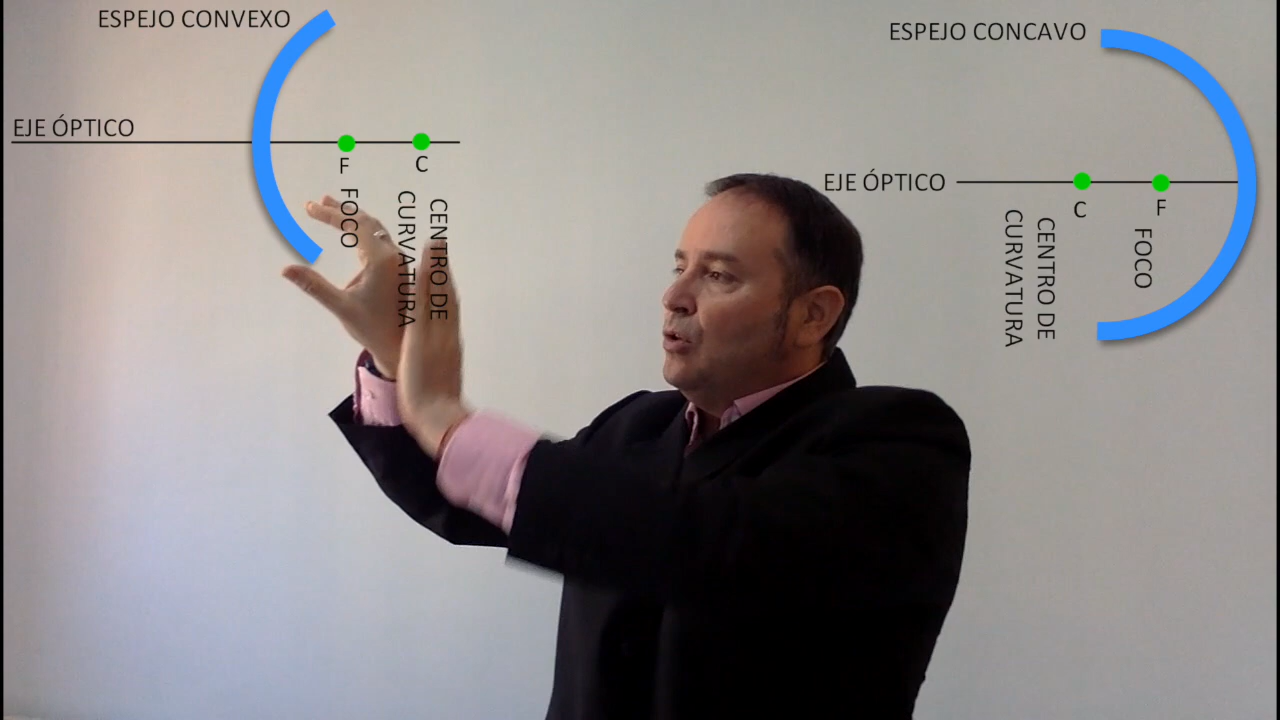 ESPEJO CONVEXO
EJE ÓPTICO
F
C
FOCO
CENTRO DE
CURVATURA
ESPEJO CONCAVO
EJE ÓPTICO
C
F
CENTRO DE
CURVATURA
FOCO